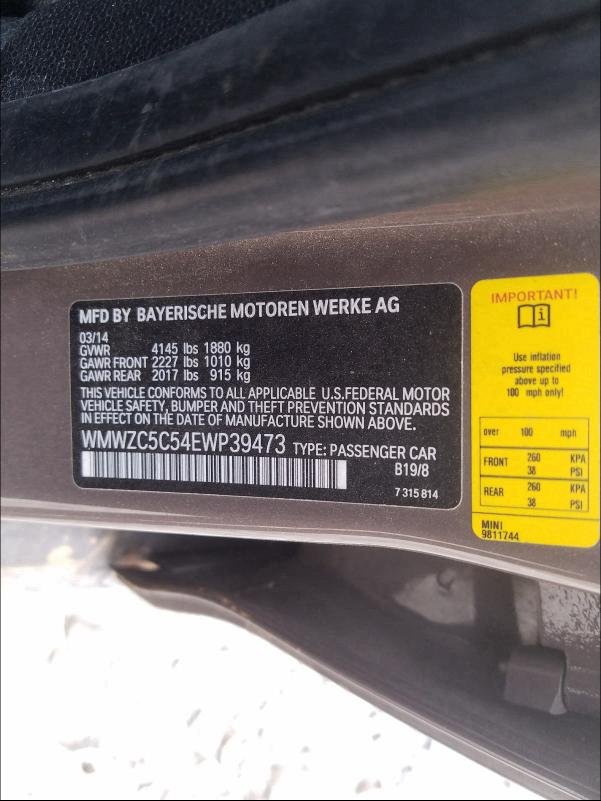 MFD BY BAYERISCHE MOTOREN WERKE AG
03/14
GVWR 4145 lbs 1880 kg
GAWR FRONT 2227 lbs 1010 kg
GAWR REAR 2017 lbs 915 kg
THIS VEHICLE CONFORMS TO ALL APPLICABLE U.S.FEDERAL MOTOR
VEHICLE SAFETY, BUMPER AND THEFT PREVENTION STANDARDS
IN EFFECT ON THE DATE OF MANUFACTURE SHOWN ABOVE.
WMWZC5C54EWP39473 TYPE: PASSENGER CAR
B19/8
7 315 814
IMPORTANT!
i
Use inflation
pressure specified
above up to
100 mph only!
over 100 mph
FRONT 260 KPA
38 PSI
REAR 260 KPA
38 PSI
MINI
9811744